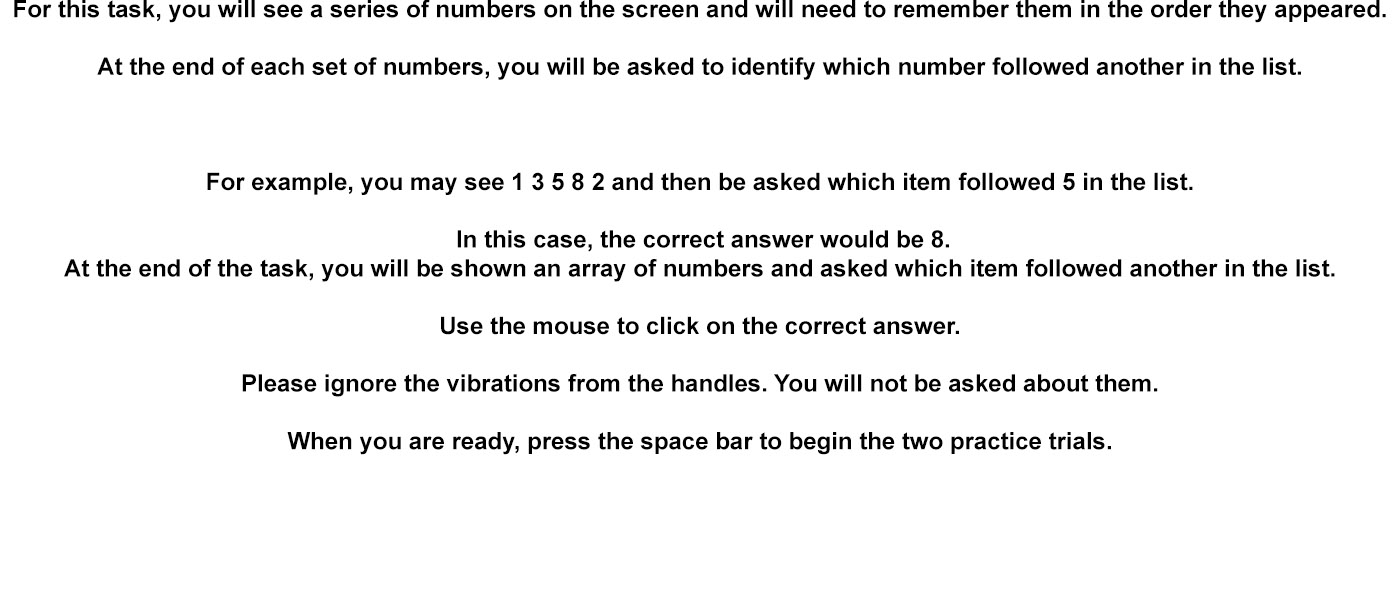 For this task, you will see a series of numbers on the screen and will need to remember them in the order they appeared.
At the end of each set of numbers, you will be asked to identify which number followed another in the list.
For example, you may see 1 3 5 8 2 and then be asked which item followed 5 in the list.
In this case, the correct answer would be 8.
At the end of the task, you will be shown an array of numbers and asked which item followed another in the list.
Use the mouse to click on the correct answer.
Please ignore the vibrations from the handles. You will not be asked about them.
When you are ready, press the space bar to begin the two practice trials.